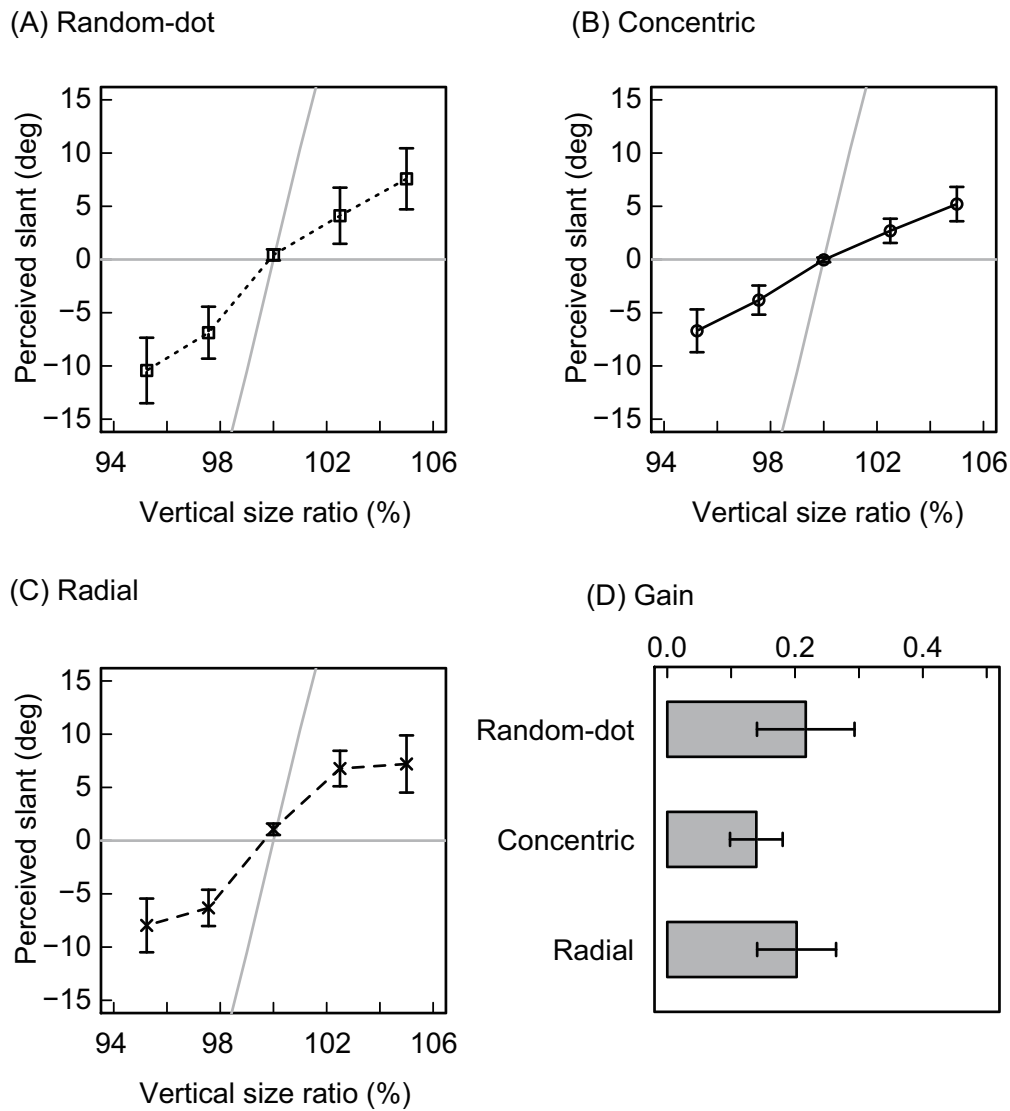 (A) Random-dot
Perceived slant (deg)
15
10
5
0
−5
−10
−15
94 98 102 106
Vertical size ratio (%)
(B) Concentric
Perceived slant (deg)
15
10
5
0
−5
−10
−15
94 98 102 106
Vertical size ratio (%)
(C) Radial
Perceived slant (deg)
15
10
5
0
−5
−10
−15
94 98 102 106
Vertical size ratio (%)
(D) Gain
0.0 0.2 0.4
Random-dot
Concentric
Radial